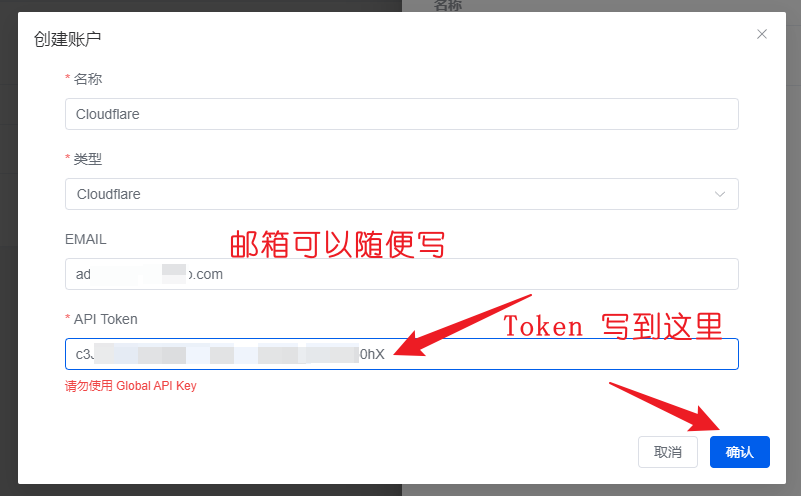 名称
创建账户
* 名称
Cloudflare
* 类型
Cloudflare
EMAIL
邮箱可以随便写
ad .com
* API Token
Token 写到这里
c3 0hX
请勿使用 Global API Key
取消
确认